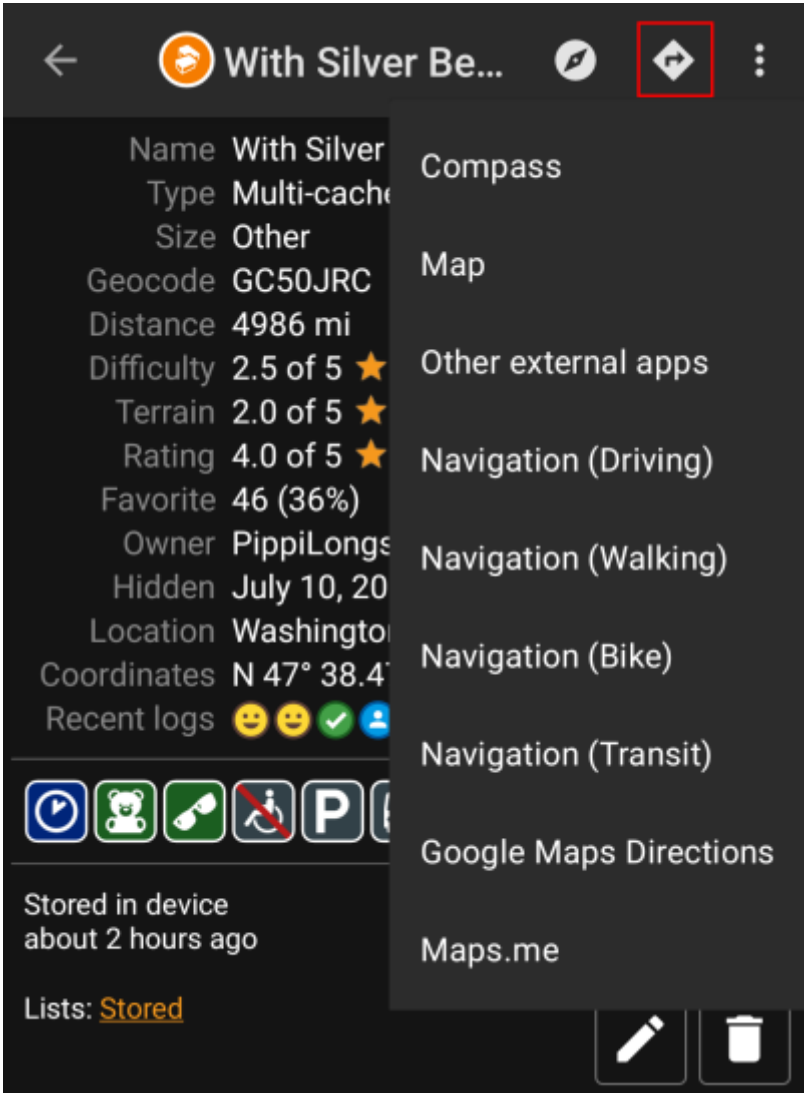 With Silver Be...
Name With Silver
Type Multi-cache
Size Other
Geocode GC50JRC
Distance 4986 mi
Difficulty 2.5 of 5
Terrain 2.0 of 5
Rating 4.0 of 5
Favorite 46 (36%)
Owner PippiLongs
Hidden July 10, 20
Location Washingto
Coordinates N 47° 38.4
Recent logs
P
Stored in device
about 2 hours ago
Lists: Stored
Compass
Map
Other external apps
Navigation (Driving)
Navigation (Walking)
Navigation (Bike)
Navigation (Transit)
Google Maps Directions
Maps.me